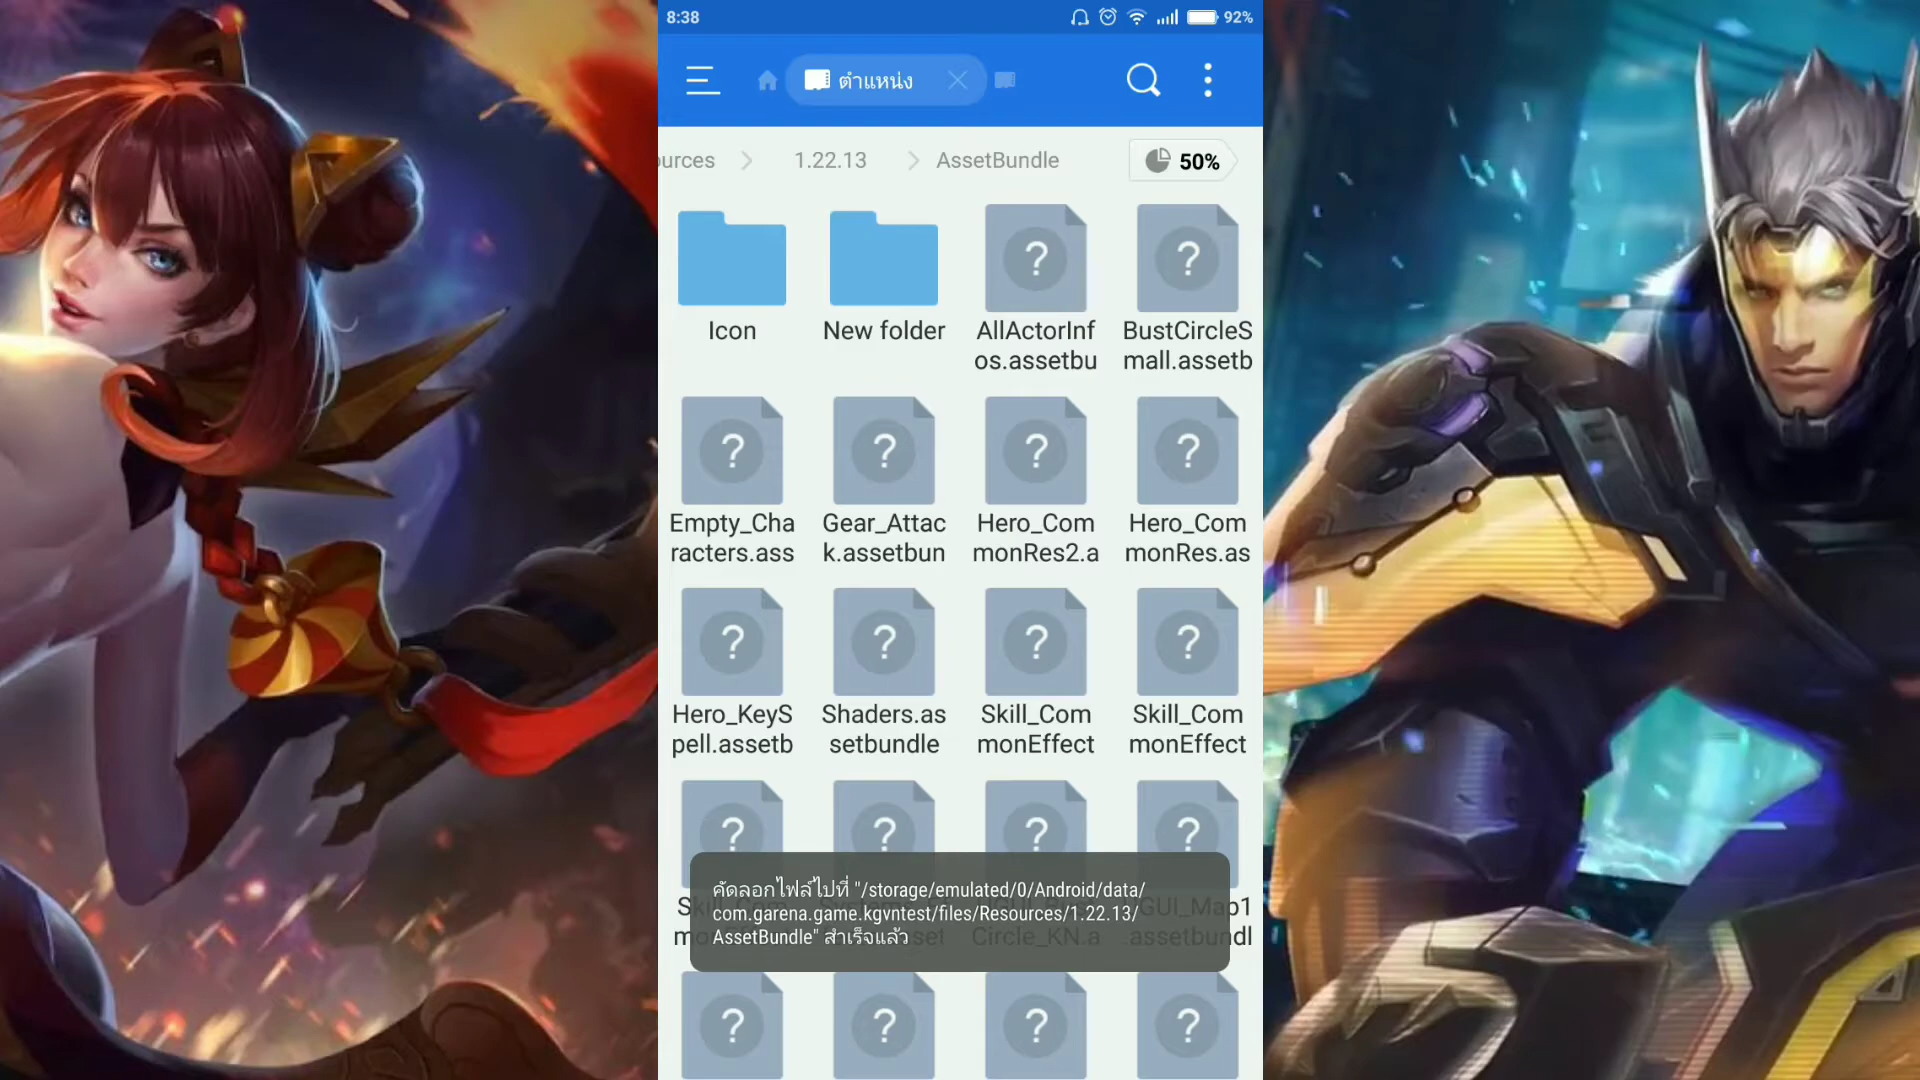 8:38
92%
ตำแหน่ง
ources
1.22.13
AssetBundle
50%
Icon
New folder
AllActorInf
os.assetbu
BustCircleS
mall.assetb
Empty_Cha
racters.ass
Gear_Attac
k.assetbun
Hero_Com
monRes2.a
Hero_Com
monRes.as
Hero_KeyS
pell.assetb
Shaders.as
setbundle
Skill_Com
monEffect
Skill_Com
monEffect
คัดลอกไฟล์ไปที่ "/storage/emulated/0/Android/data/
com.garena.game.kgvntest/files/Resources/1.22.13/
AssetBundle" สำเร็จแล้ว